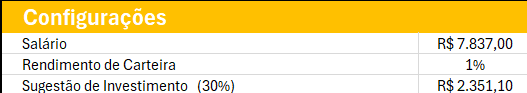 Configurações
Salário R$ 7.837,00
Rendimento de Carteira 1%
Sugestão de Investimento (30%) R$ 2.351,10